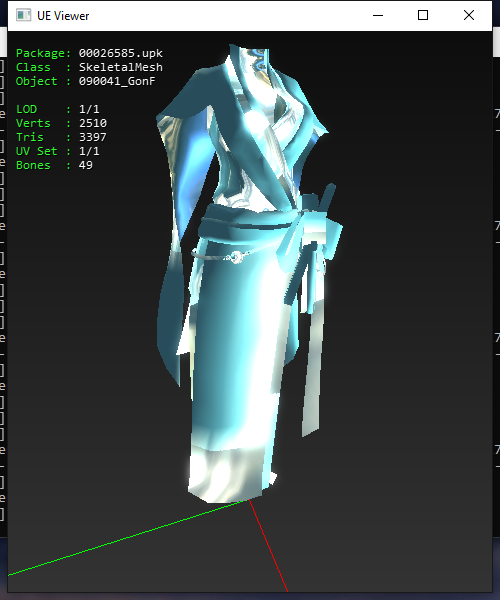 UE Viewer
Package: 00026585.upk
Class : SkeletalMesh
Object : 090041_GonF
LOD : 1/1
Verts : 2510
Tris : 3397
UV Set : 1/1
Bones : 49